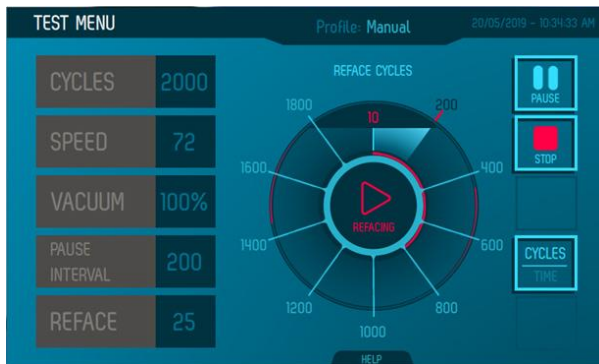 TEST MENU
Profile: Manual
20/05/2019 - 10:34:33 AM
CYCLES 2000
SPEED 72
VACUUM 100%
PAUSE
INTERVAL
200
REFACE 25
REFACE CYCLES
10
200
400
600
800
1000
1200
1400
1600
1800
REFACING
PAUSE
STOP
CYCLES
TIME
HELP